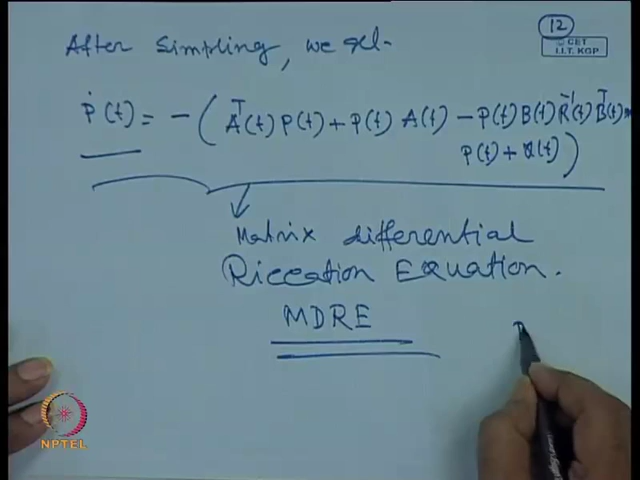 12
© CET
I.I.T. KGP
After Simpling, we get
Ṗ(t) = - ( Aᵀ(t) P(t) + P(t) A(t) - P(t) B(t) R⁻¹(t) Bᵀ(t)
P(t) + Q(t) )
Matrix differential
Riccation Equation.
MDRE
NPTEL